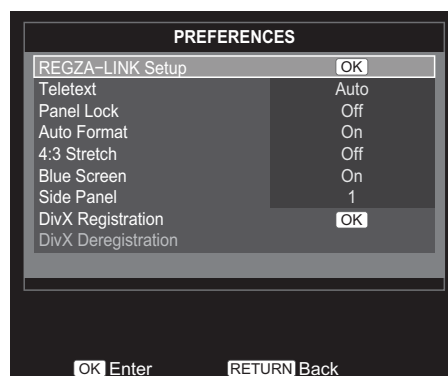 PREFERENCES
REGZA-LINK Setup OK
Teletext Auto
Panel Lock Off
Auto Format On
4:3 Stretch Off
Blue Screen On
Side Panel 1
DivX Registration OK
DivX Deregistration
OK Enter RETURN Back